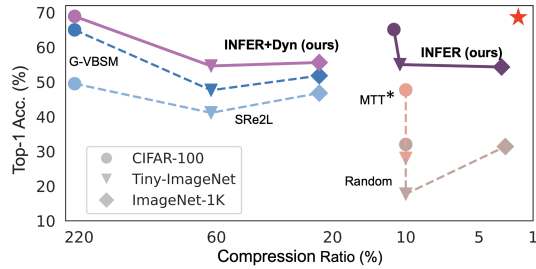 70
60
50
40
30
20
10
Top-1 Acc. (%)
G-VBSM
INFER+Dyn (ours)
SRe2L
INFER (ours)
MTT*
Random
CIFAR-100
Tiny-ImageNet
ImageNet-1K
220 60 20 10 5 1
Compression Ratio (%)